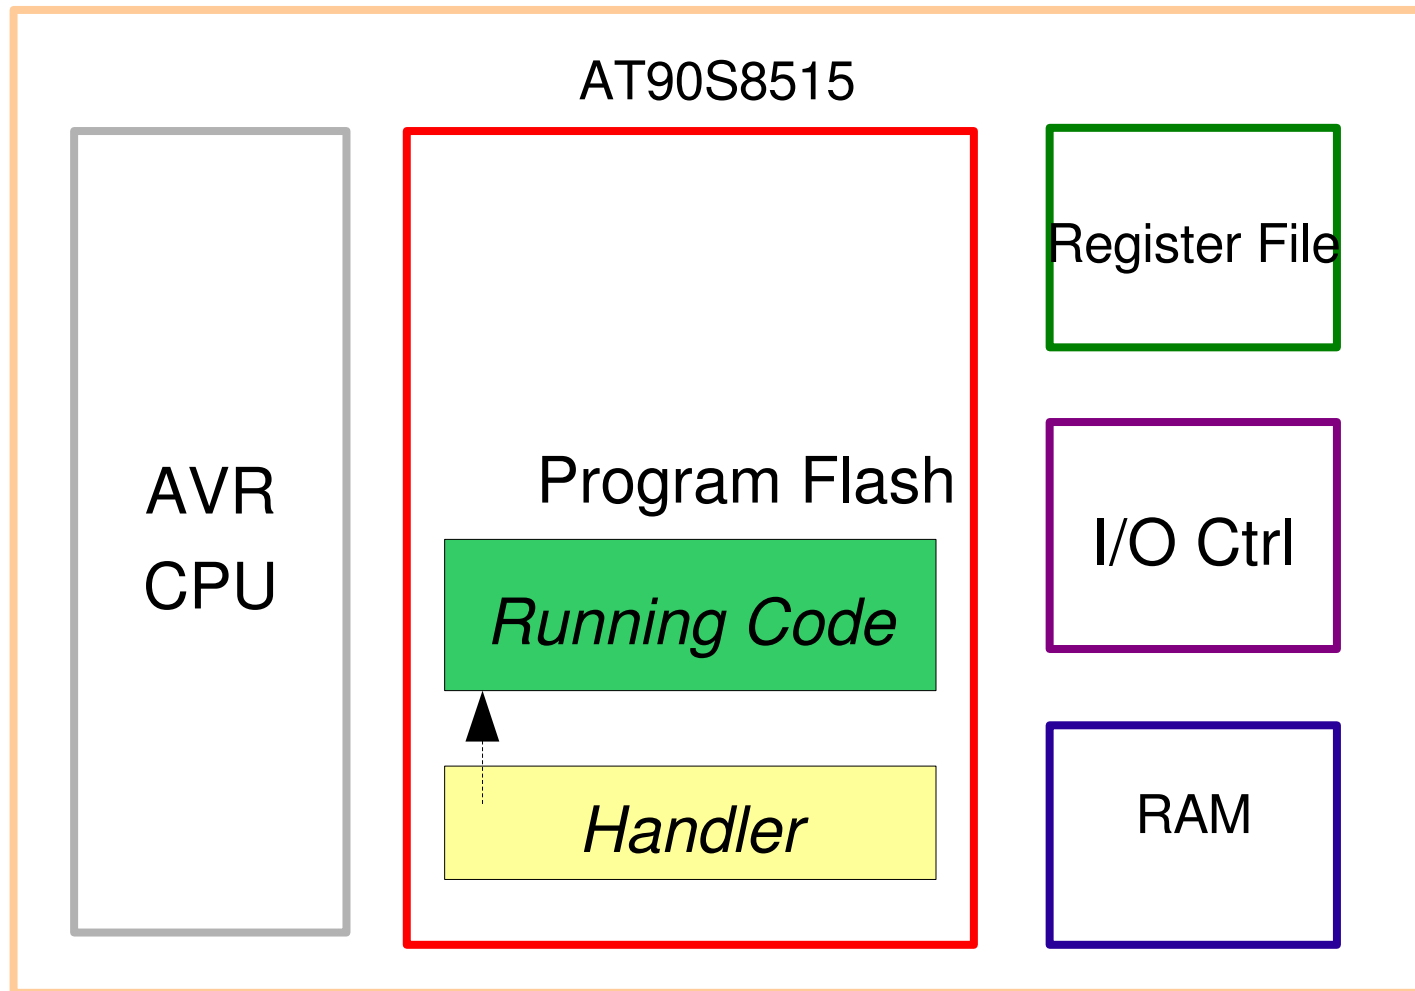 AT90S8515
AVR
CPU
Program Flash
Running Code
Handler
Register File
I/O Ctrl
RAM